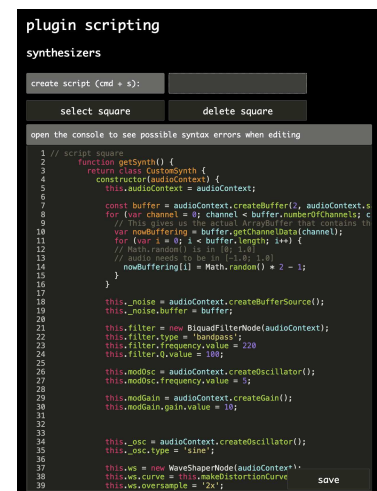 plugin scripting
synthesizers
create script (cmd + s):
select square
delete square
open the console to see possible syntax errors when editing
1 // script square
2 function getSynth() {
3 return class CustomSynth {
4 constructor(audioContext) {
5 this.audioContext = audioContext;
6
7 const buffer = audioContext.createBuffer(2, audioContext.s
8 for (var channel = 0; channel < buffer.numberOfChannels; c
9 // This gives us the actual ArrayBuffer that contains th
10 var nowBuffering = buffer.getChannelData(channel);
11 for (var i = 0; i < buffer.length; i++) {
12 // Math.random() is in [0; 1.0]
13 // audio needs to be in [-1.0; 1.0]
14 nowBuffering[i] = Math.random() * 2 - 1;
15 }
16 }
17
18 this._noise = audioContext.createBufferSource();
19 this._noise.buffer = buffer;
20
21 this.filter = new BiquadFilterNode(audioContext);
22 this.filter.type = 'bandpass';
23 this.filter.frequency.value = 220
24 this.filter.Q.value = 100;
25
26 this.modOsc = audioContext.createOscillator();
27 this.modOsc.frequency.value = 5;
28
29 this.modGain = audioContext.createGain();
30 this.modGain.gain.value = 10;
31
32
33
34 this._osc = audioContext.createOscillator();
35 this._osc.type = 'sine';
36
37 this.ws = new WaveShaperNode(audioContext);
38 this.ws.curve = this.makeDistortionCurve
39 this.ws.oversample = '2x';
save